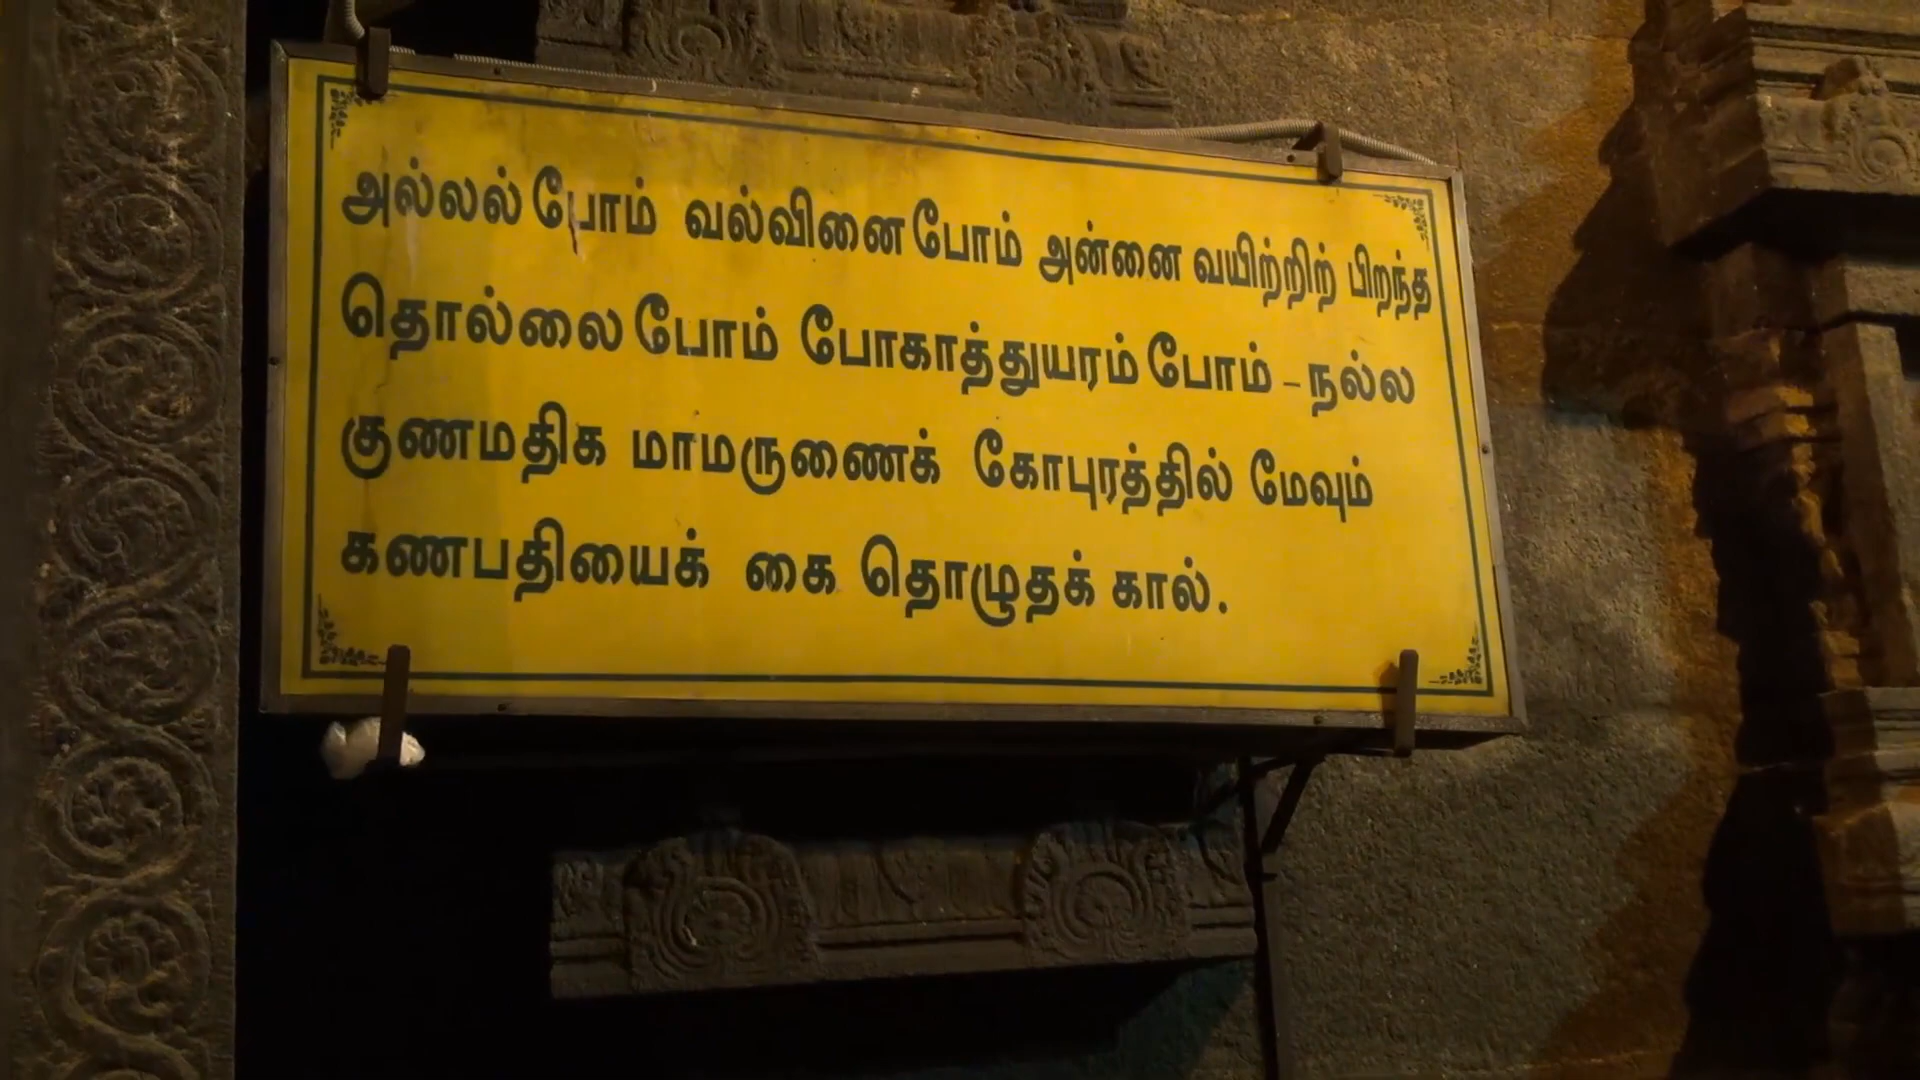 அல்லல்போம் வல்வினைபோம் அன்னை வயிற்றிற் பிறந்த
தொல்லைபோம் போகாத்துயரம்போம் - நல்ல
குணமதிக மாமருணைக் கோபுரத்தில் மேவும்
கணபதியைக் கை தொழுதக் கால்.